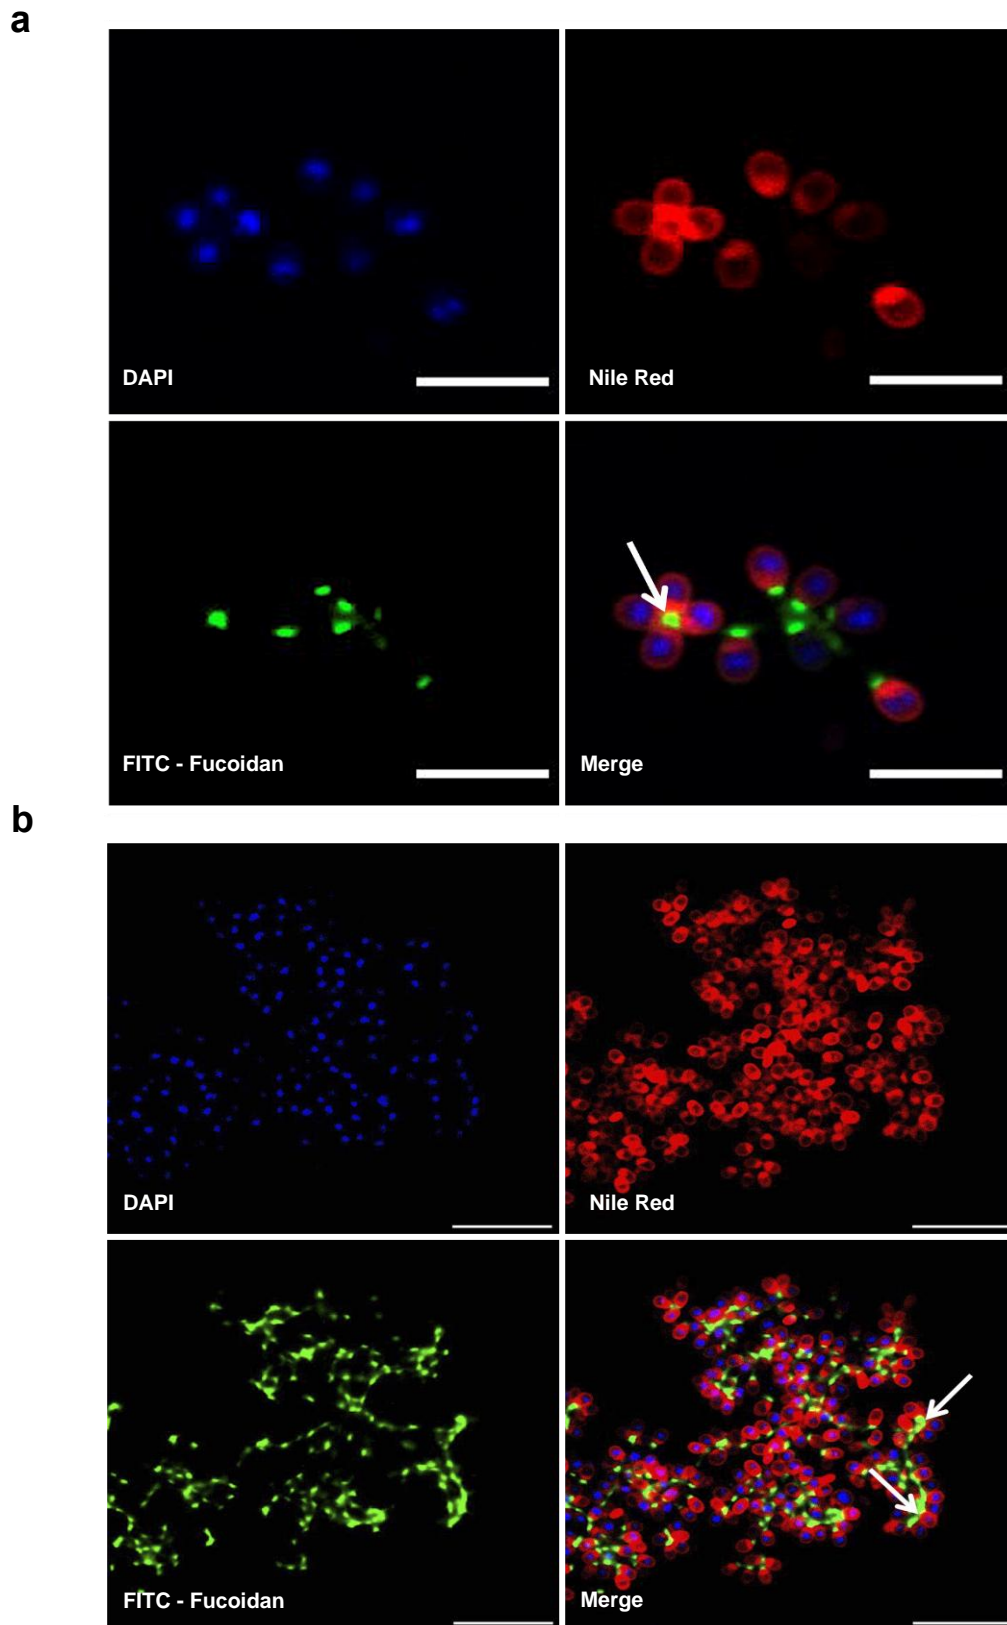 a
DAPI
Nile Red
FITC - Fucoidan
Merge
b
DAPI
Nile Red
FITC - Fucoidan
Merge